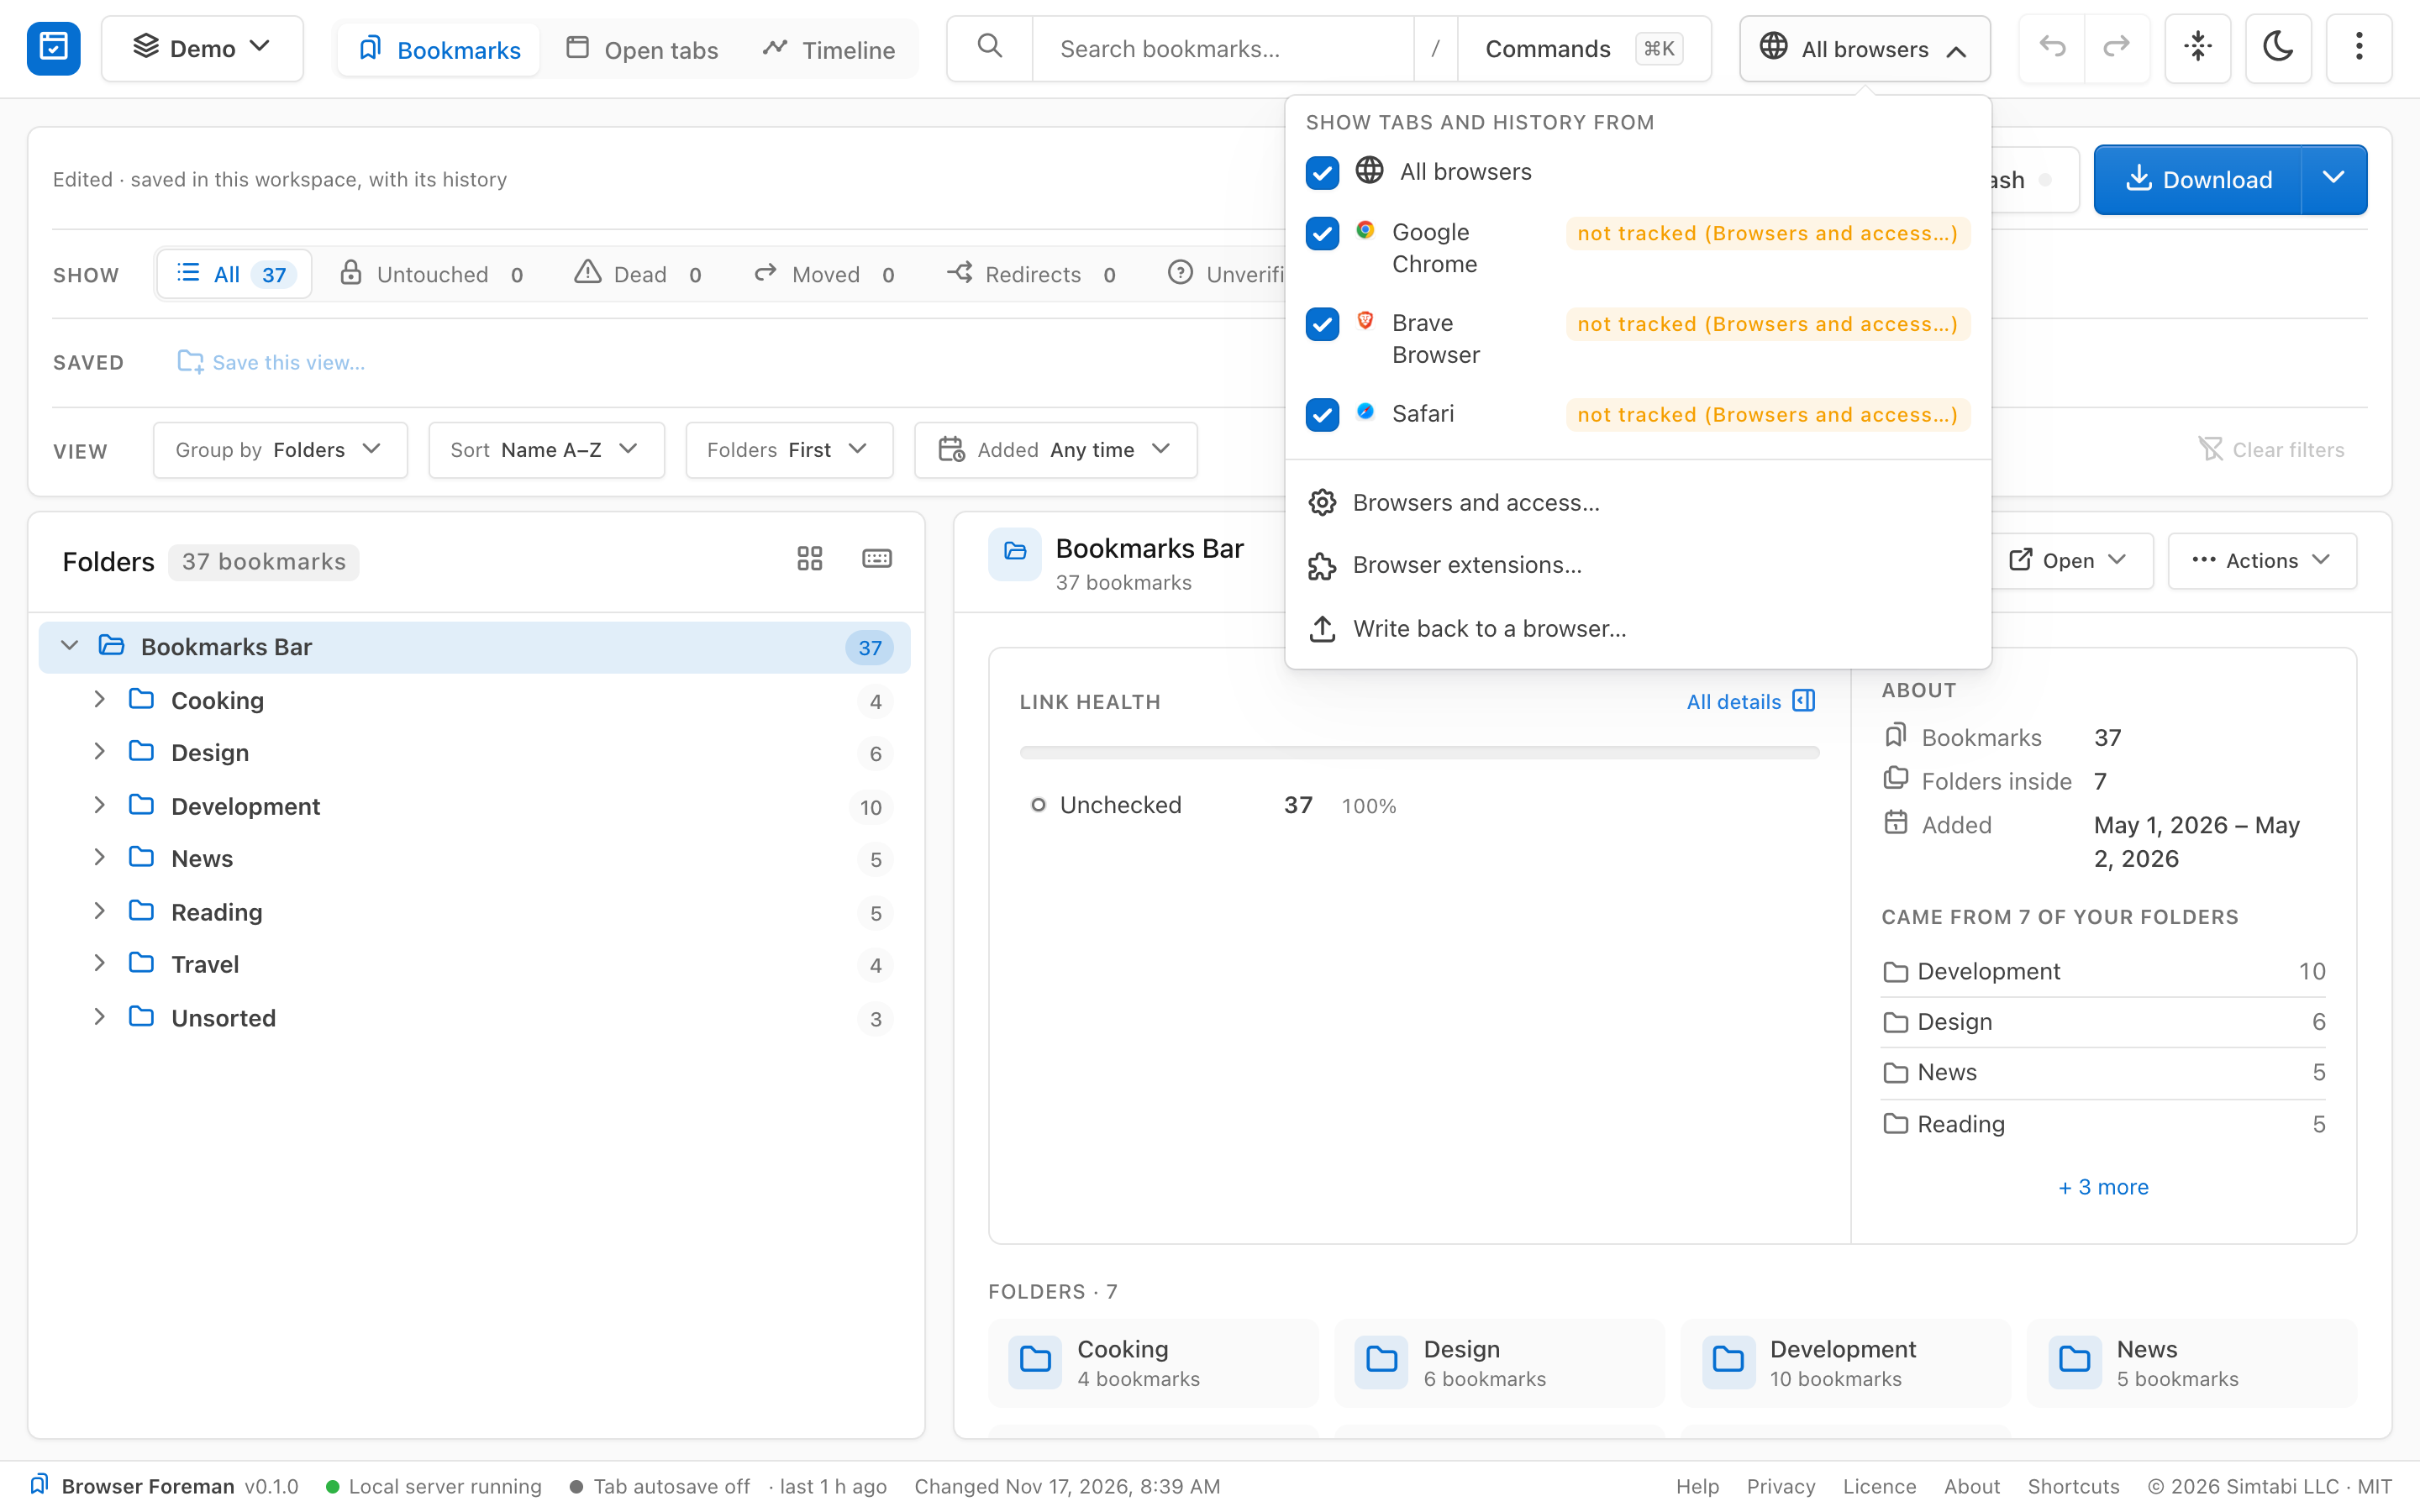 Demo
Bookmarks
Open tabs
Timeline
Search bookmarks...
/
Commands
⌘K
All browsers
SHOW TABS AND HISTORY FROM
All browsers
Google Chrome
not tracked (Browsers and access...)
Brave Browser
not tracked (Browsers and access...)
Safari
not tracked (Browsers and access...)
Browsers and access...
Browser extensions...
Write back to a browser...
Edited · saved in this workspace, with its history
Download
SHOW
All 37
Untouched 0
Dead 0
Moved 0
Redirects 0
SAVED
Save this view...
VIEW
Group by Folders
Sort Name A–Z
Folders First
Added Any time
Clear filters
Folders
37 bookmarks
Bookmarks Bar 37
Cooking 4
Design 6
Development 10
News 5
Reading 5
Travel 4
Unsorted 3
Bookmarks Bar
37 bookmarks
Open
Actions
LINK HEALTH
All details
Unchecked 37 100%
ABOUT
Bookmarks 37
Folders inside 7
Added May 1, 2026 – May
2, 2026
CAME FROM 7 OF YOUR FOLDERS
Development 10
Design 6
News 5
Reading 5
+ 3 more
FOLDERS · 7
Cooking
4 bookmarks
Design
6 bookmarks
Development
10 bookmarks
News
5 bookmarks
Browser Foreman v0.1.0
Local server running
Tab autosave off · last 1 h ago
Changed Nov 17, 2026, 8:39 AM
Help
Privacy
Licence
About
Shortcuts
© 2026 Simtabi LLC · MIT